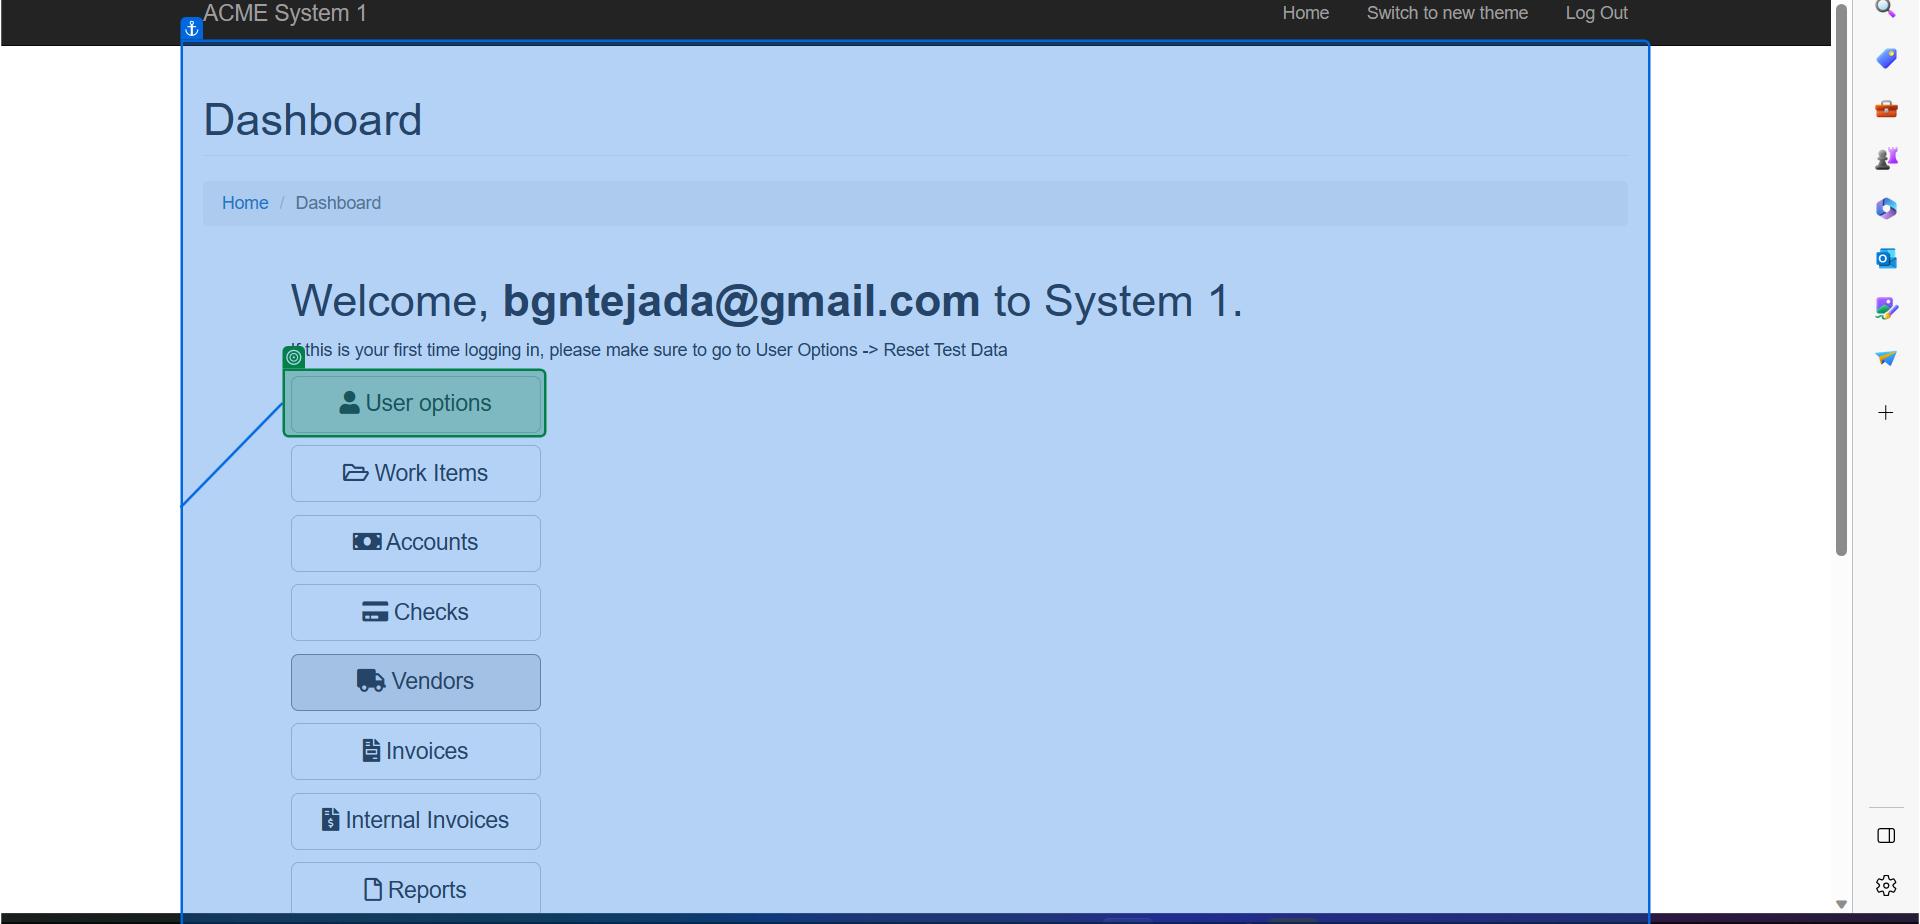 ACME System 1
Home Switch to new theme Log Out
Dashboard
Home / Dashboard
Welcome, bgntejada@gmail.com to System 1.
this is your first time logging in, please make sure to go to User Options -> Reset Test Data
User options
Work Items
Accounts
Checks
Vendors
Invoices
Internal Invoices
Reports